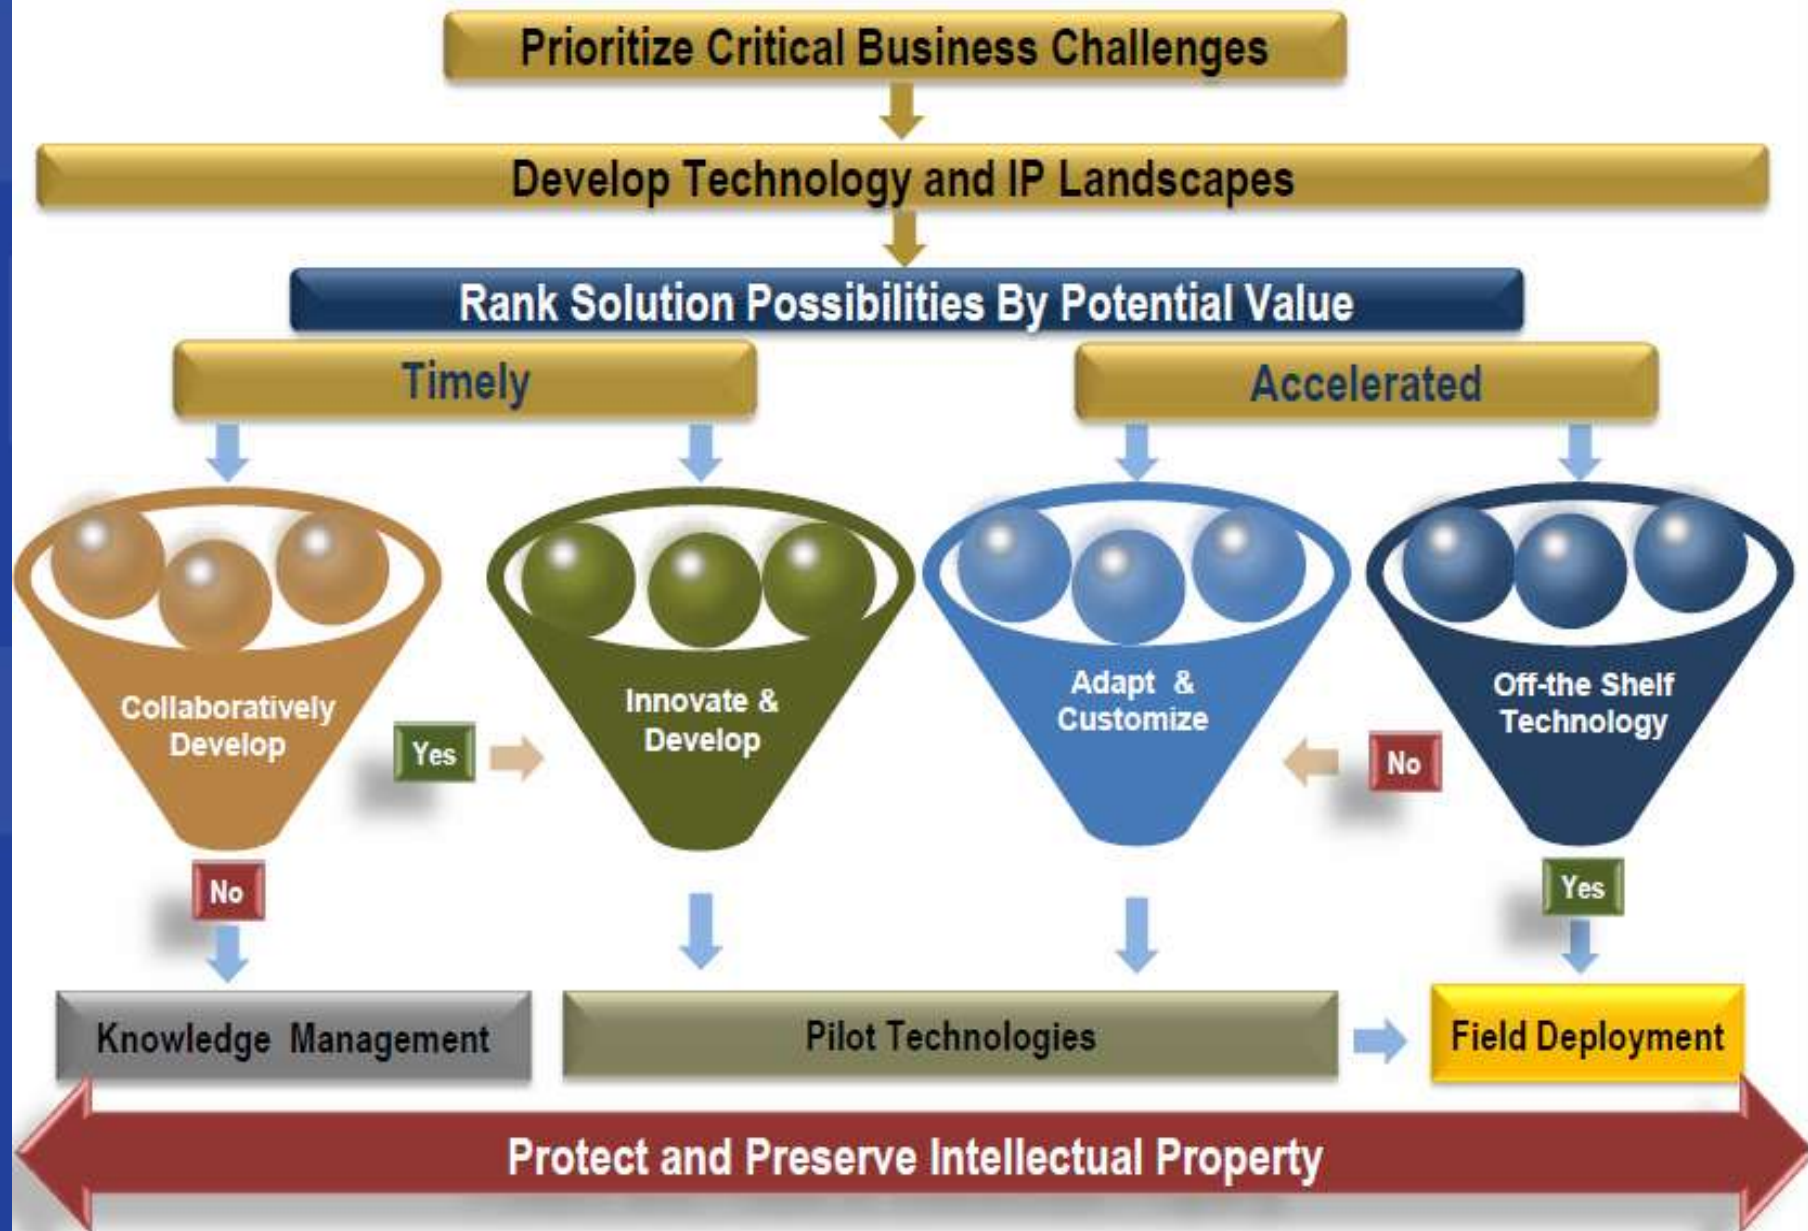 Prioritize Critical Business Challenges
Develop Technology and IP Landscapes
Rank Solution Possibilities By Potential Value
Timely
Accelerated
Collaboratively
Develop
Yes
Innovate &
Develop
Adapt &
Customize
No
Off-the Shelf
Technology
No
Yes
Knowledge Management
Pilot Technologies
Field Deployment
Protect and Preserve Intellectual Property